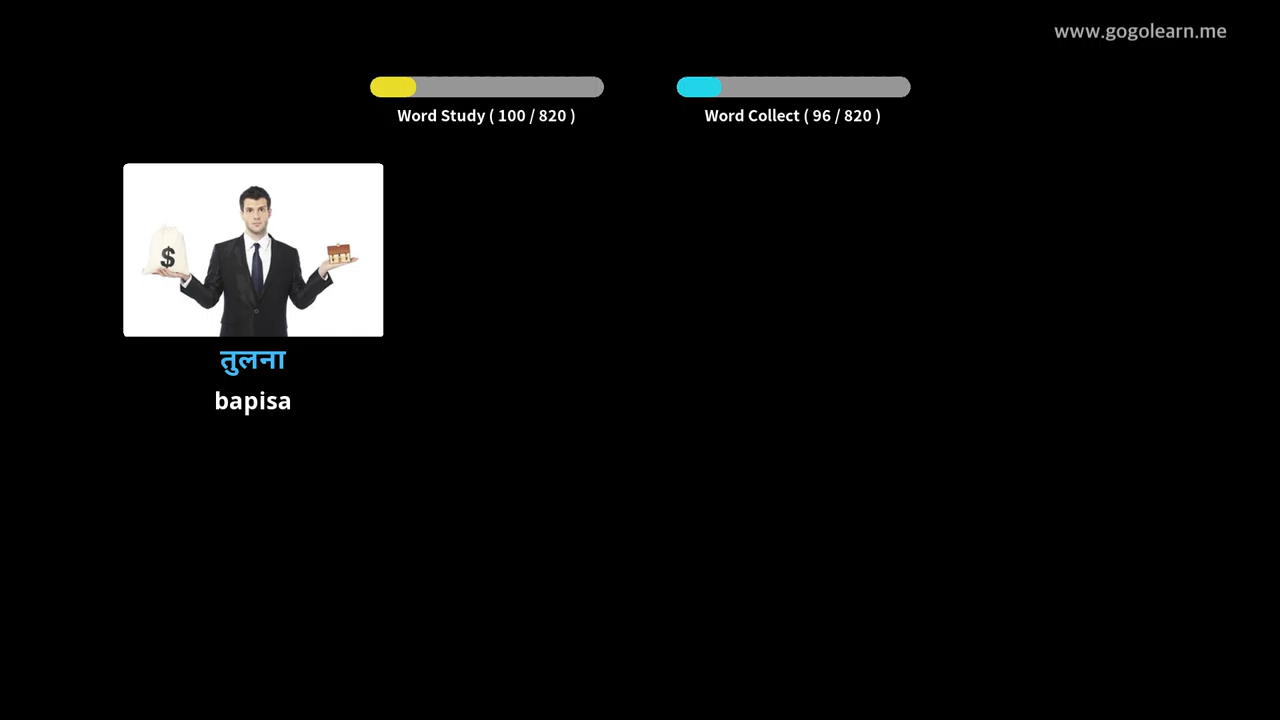 www.gogolearn.me
Word Study ( 100 / 820 )
Word Collect ( 96 / 820 )
$
तुलना
bapisa